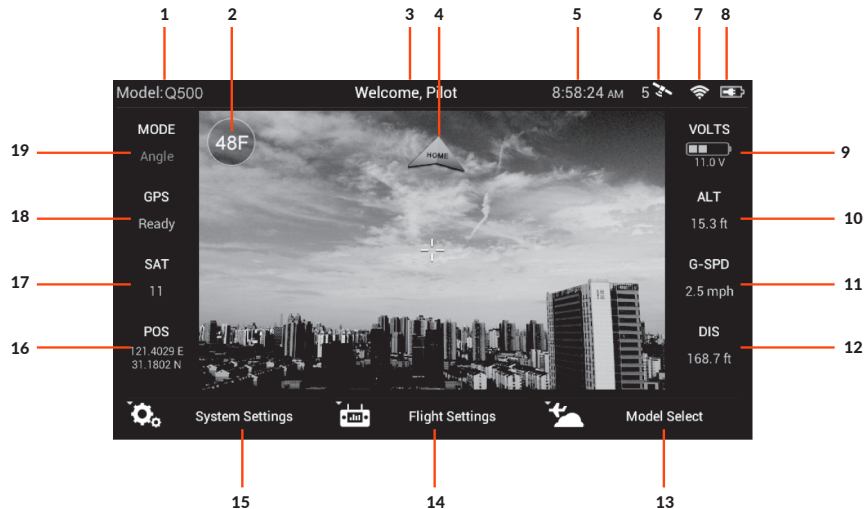 1 2 3 4 5 6 7 8
Model:Q500 Welcome, Pilot 8:58:24 AM 5
MODE
Angle
48F
HOME
VOLTS
11.0 V
19
9
GPS
Ready
ALT
15.3 ft
18
10
SAT
11
G-SPD
2.5 mph
17
11
POS
121.4029 E
31.1802 N
DIS
168.7 ft
16
12
System Settings Flight Settings Model Select
15 14 13